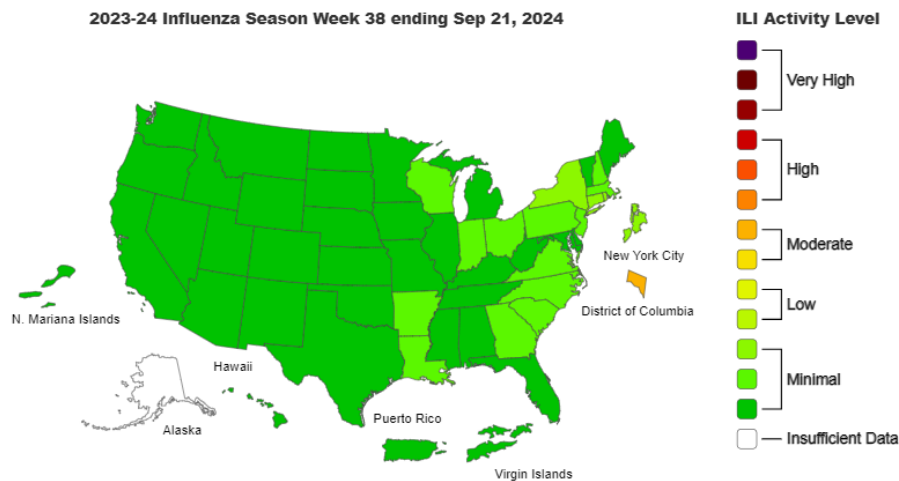 2023-24 Influenza Season Week 38 ending Sep 21, 2024
ILI Activity Level
Very High
High
Moderate
Low
Minimal
Insufficient Data
New York City
District of Columbia
N. Mariana Islands
Hawaii
Alaska
Puerto Rico
Virgin Islands